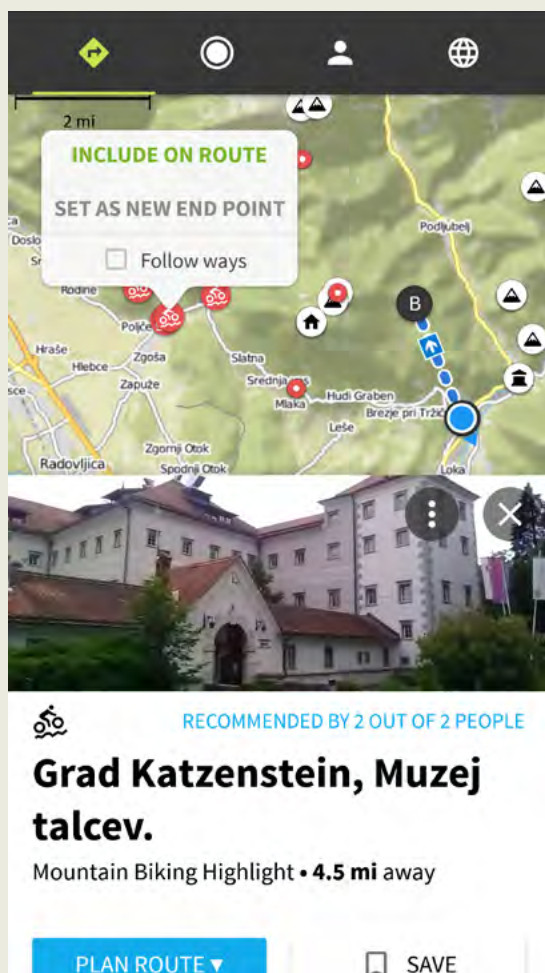 2 mi
INCLUDE ON ROUTE
SET AS NEW END POINT
Follow ways
Podljubelj
Rodine
Poljče
B
Hraše
Hlebce
Zgoša
Zapuže
Slatna
Mlaka
Hudi Graben
Brezje pri Tržič
Leše
Zgornji Otok
Radovljica
Spodnji Otok
Loka
RECOMMENDED BY 2 OUT OF 2 PEOPLE
Grad Katzenstein, Muzej
talcev.
Mountain Biking Highlight • 4.5 mi away
PLAN ROUTE ▾
SAVE